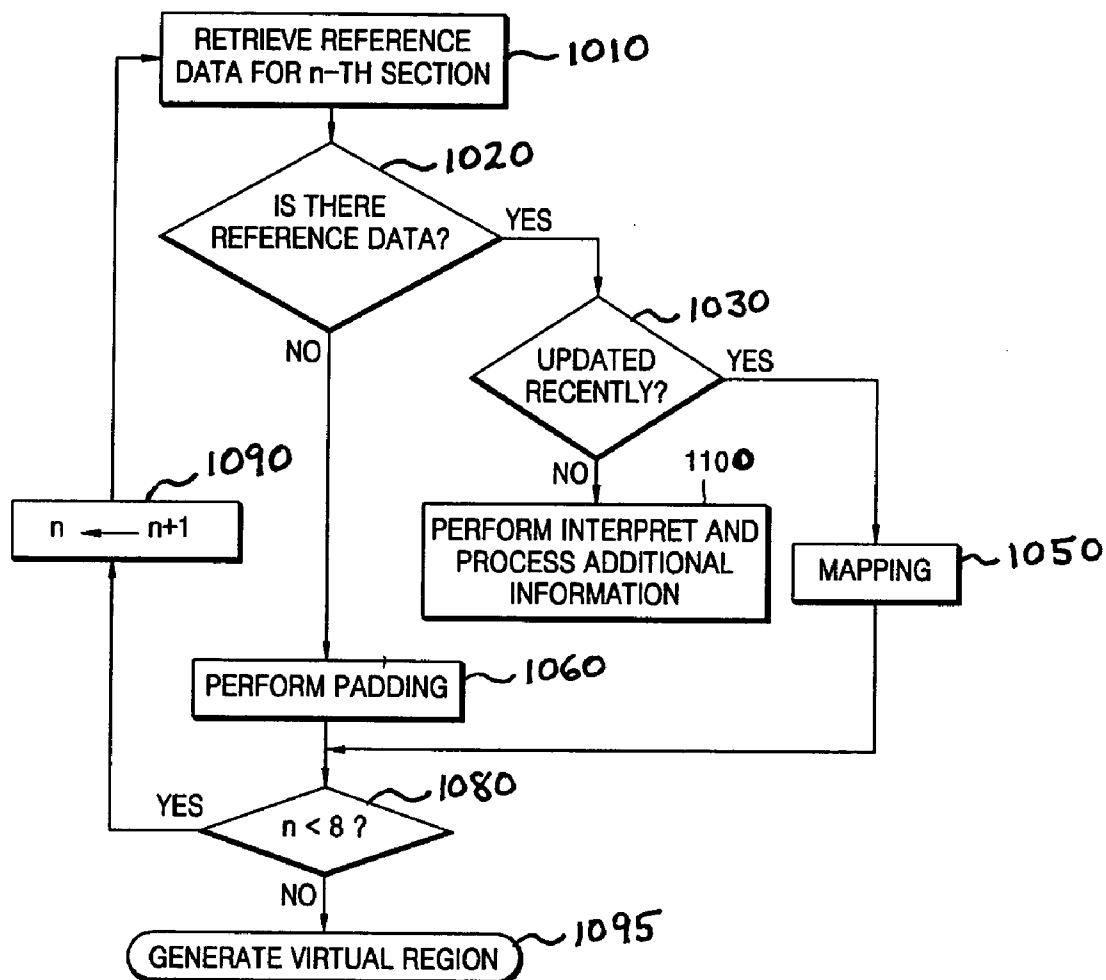 RETRIEVE REFERENCE
DATA FOR n-TH SECTION
1010
1020
IS THERE
REFERENCE DATA?
YES
NO
1030
UPDATED
RECENTLY?
YES
NO
1100
PERFORM INTERPRET AND
PROCESS ADDITIONAL
INFORMATION
1050
MAPPING
1090
n ← n+1
PERFORM PADDING
1060
1080
YES
n < 8 ?
NO
GENERATE VIRTUAL REGION
1095